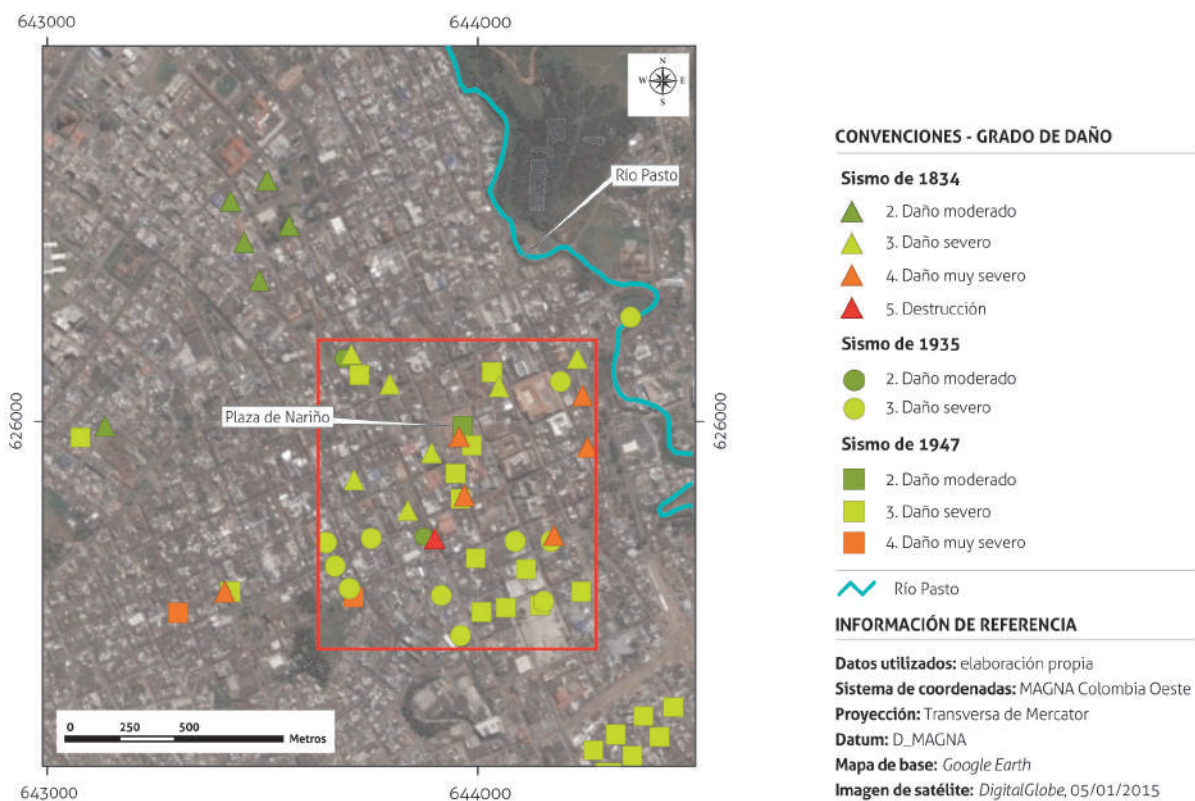 643000
644000
N
W E
S
Río Pasto
Plaza de Nariño
626000
626000
0 250 500
Metros
643000
644000
CONVENCIONES - GRADO DE DAÑO
Sismo de 1834
2. Daño moderado
3. Daño severo
4. Daño muy severo
5. Destrucción
Sismo de 1935
2. Daño moderado
3. Daño severo
Sismo de 1947
2. Daño moderado
3. Daño severo
4. Daño muy severo
Río Pasto
INFORMACIÓN DE REFERENCIA
Datos utilizados: elaboración propia
Sistema de coordenadas: MAGNA Colombia Oeste
Proyección: Transversa de Mercator
Datum: D_MAGNA
Mapa de base: Google Earth
Imagen de satélite: DigitalGlobe, 05/01/2015